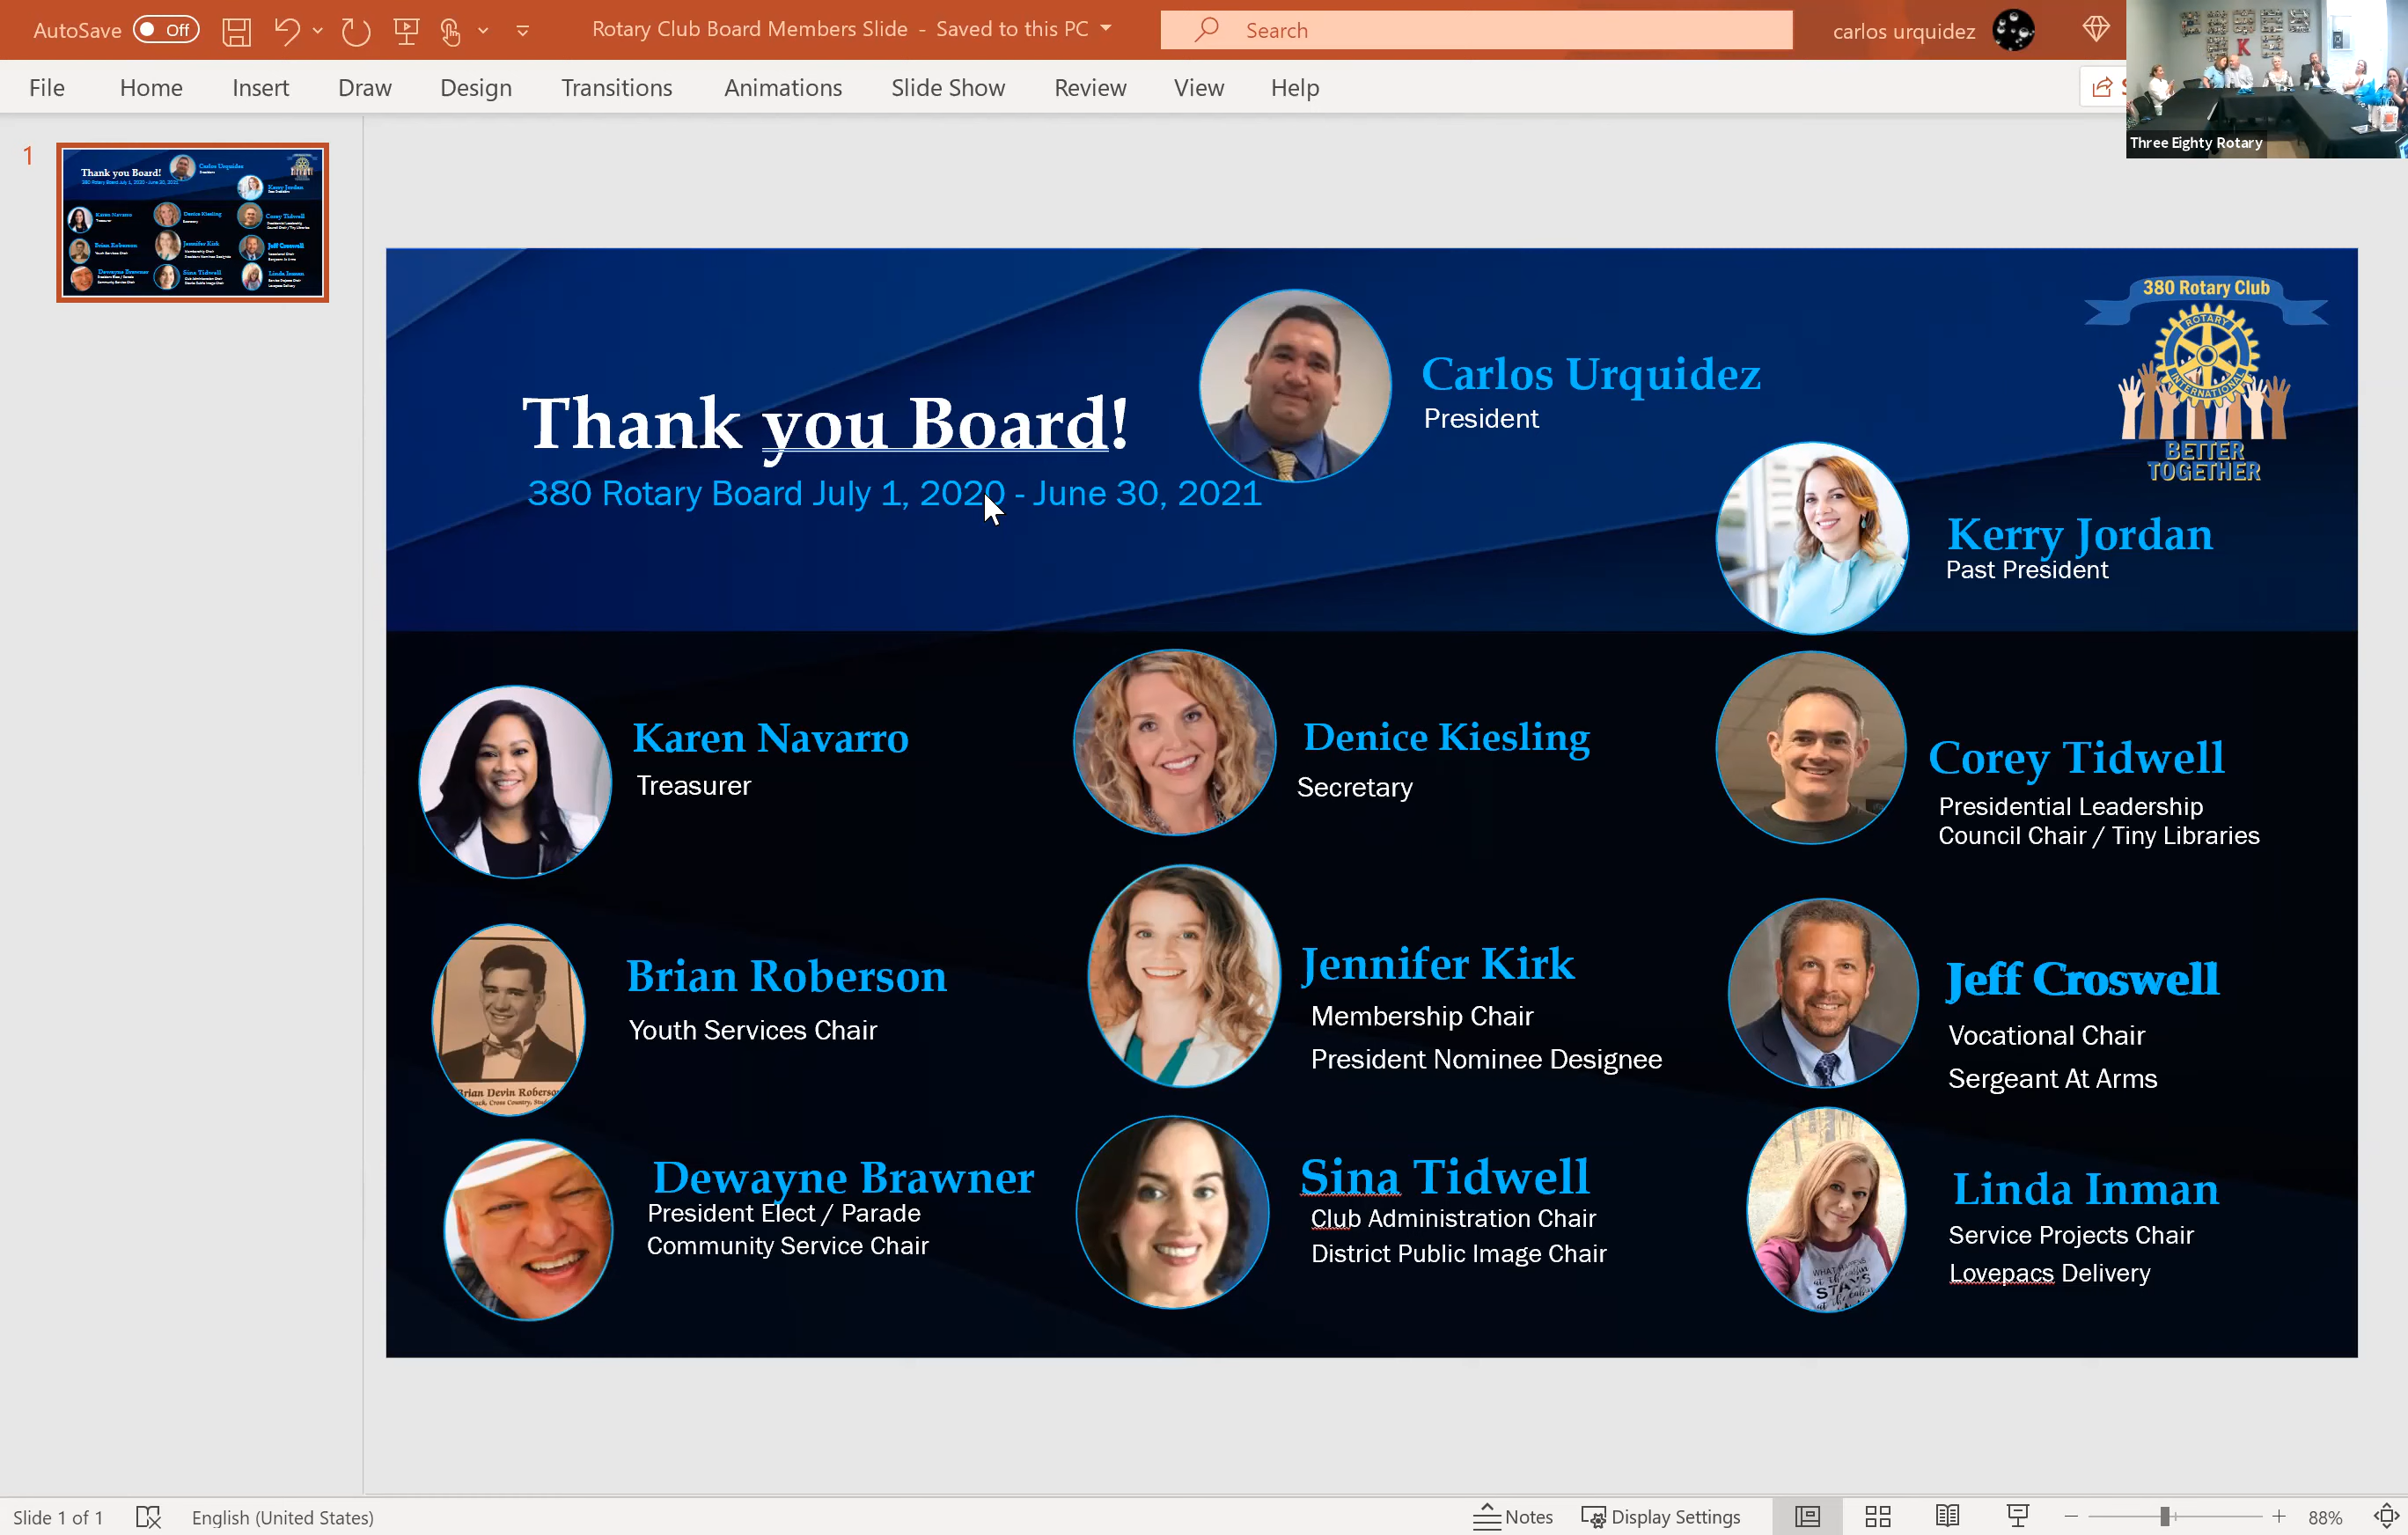 AutoSave Off Rotary Club Board Members Slide - Saved to this PC Search carlos urquidez
File Home Insert Draw Design Transitions Animations Slide Show Review View Help
Three Eighty Rotary
1
Thank you Board!
380 Rotary Board July 1, 2020 - June 30, 2021
Carlos Urquidez
President
380 Rotary Club
ROTARY
INTERNATIONAL
BETTER
TOGETHER
Kerry Jordan
Past President
Karen Navarro
Treasurer
Denice Kiesling
Secretary
Corey Tidwell
Presidential Leadership
Council Chair / Tiny Libraries
Brian Roberson
Youth Services Chair
Jennifer Kirk
Membership Chair
President Nominee Designee
Jeff Croswell
Vocational Chair
Sergeant At Arms
Dewayne Brawner
President Elect / Parade
Community Service Chair
Sina Tidwell
Club Administration Chair
District Public Image Chair
Linda Inman
Service Projects Chair
Lovepacs Delivery
Slide 1 of 1 English (United States) Notes Display Settings 88%